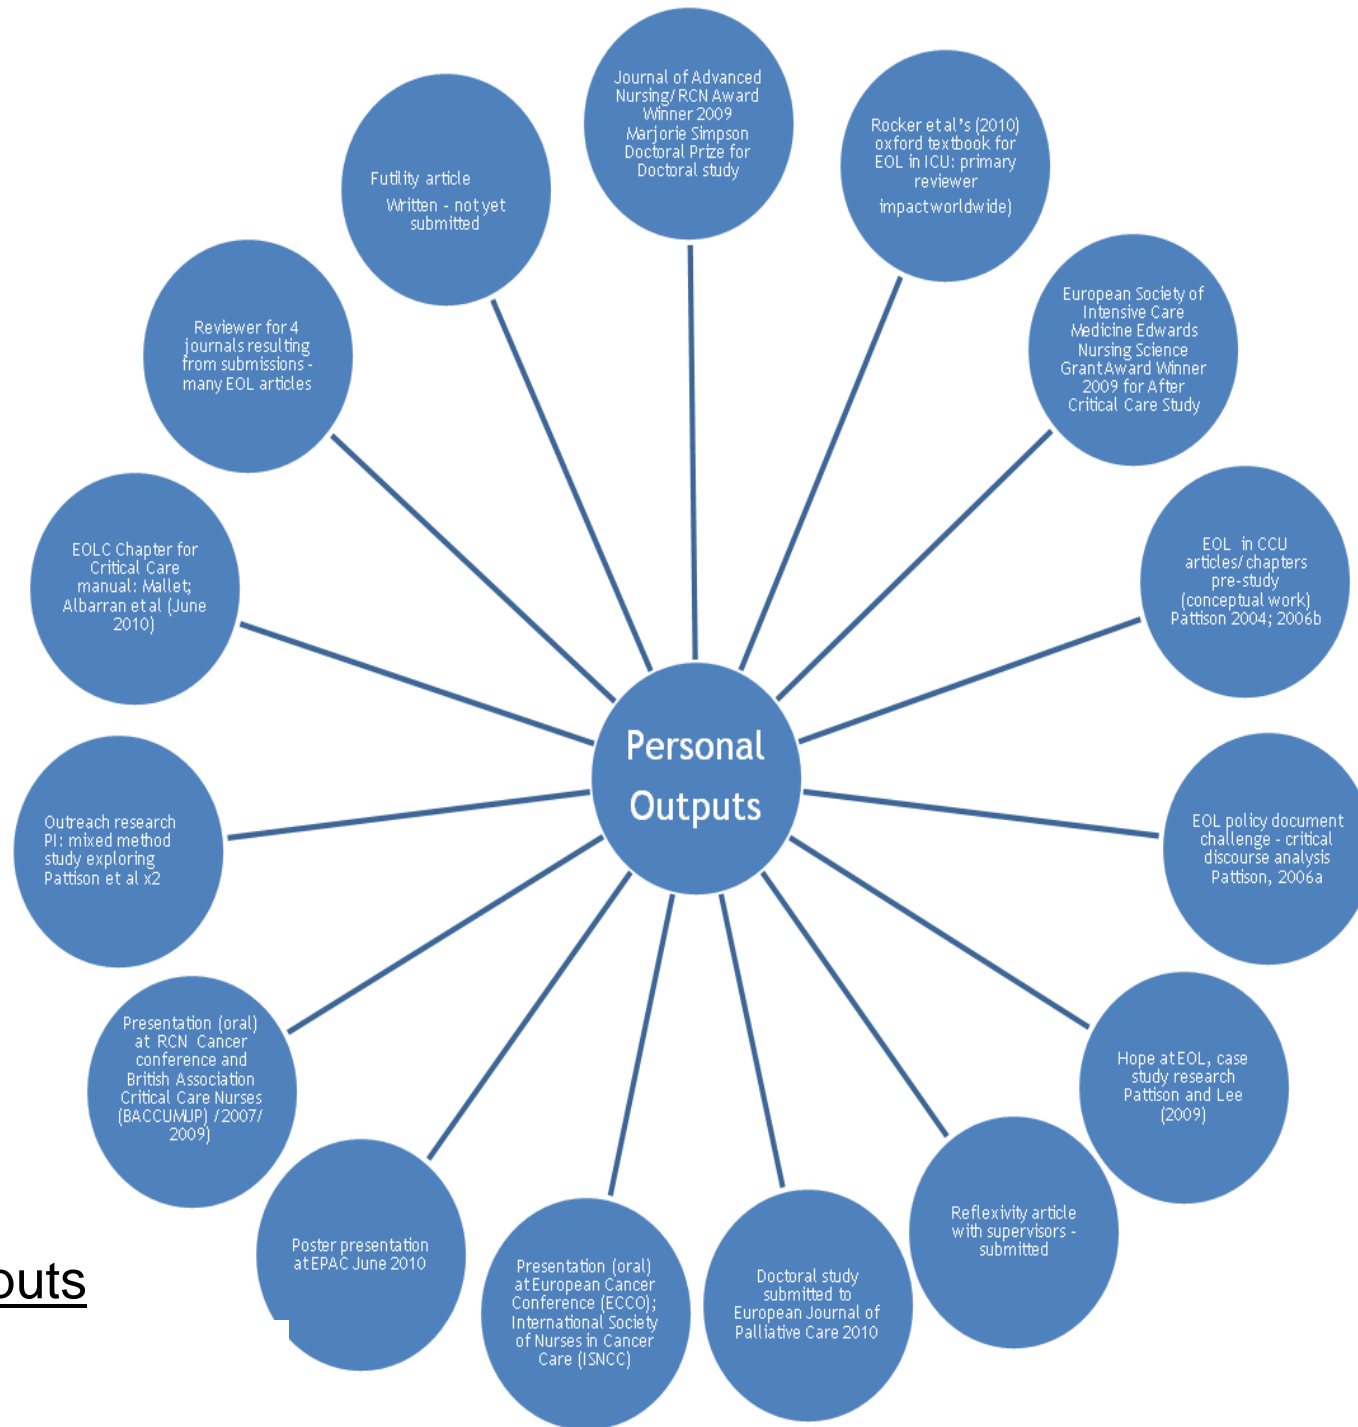 Journal of Advanced
Nursing/ RCN Award
Winner 2009
Marjorie Simpson
Doctoral Prize for
Doctoral study
Rocker et al’s (2010)
oxford textbook for
EOL in ICU: primary
reviewer
impact worldwide)
European Society of
Intensive Care
Medicine Edwards
Nursing Science
Grant Award Winner
2009 for After
Critical Care Study
EOL in CCU
articles/ chapters
pre-study
(conceptual work)
Pattison 2004; 2006b
EOL policy document
challenge - critical
discourse analysis
Pattison, 2006a
Hope at EOL, case
study research
Pattison and Lee
(2009)
Reflexivity article
with supervisors -
submitted
Doctoral study
submitted to
European Journal of
Palliative Care 2010
Presentation (oral)
at European Cancer
Conference (ECCO);
International Society
of Nurses in Cancer
Care (ISNCC)
Poster presentation
at EPAC June 2010
Presentation (oral)
at RCN Cancer
conference and
British Association
Critical Care Nurses
(BACCUMUP) /2007/
2009)
Outreach research
PI: mixed method
study exploring
Pattison et al x2
EOLC Chapter for
Critical Care
manual: Mallet;
Albarran et al (June
2010)
Reviewer for 4
journals resulting
from submissions -
many EOL articles
Futility article
Written - not yet
submitted
Personal
Outputs
outs